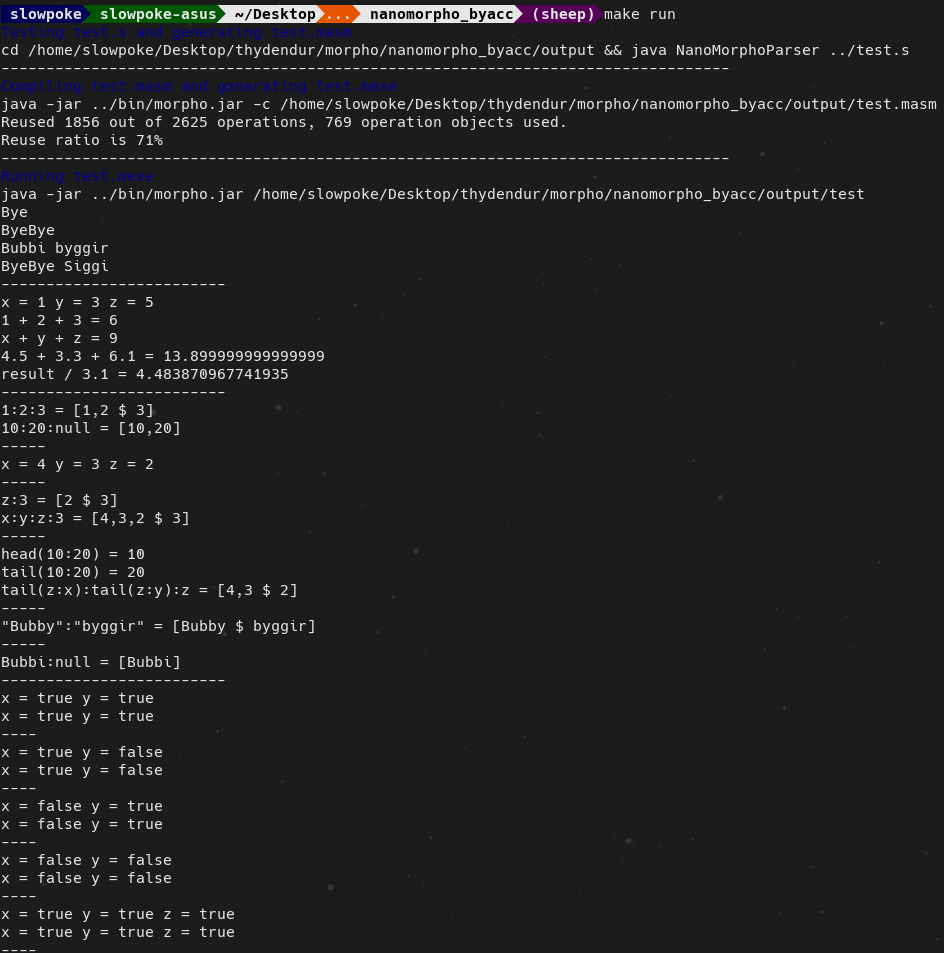 slowpoke slowpoke-asus ~/Desktop ... nanomorpho_byacc (sheep) make run
Testing test.s and generating test.masm
cd /home/slowpoke/Desktop/thydendur/morpho/nanomorpho_byacc/output && java NanoMorphoParser ../test.s
---------------------------------------------------------------------------------
Compiling test.masm and generating test.mexe
java -jar ../bin/morpho.jar -c /home/slowpoke/Desktop/thydendur/morpho/nanomorpho_byacc/output/test.masm
Reused 1856 out of 2625 operations, 769 operation objects used.
Reuse ratio is 71%
---------------------------------------------------------------------------------
Running test.mexe
java -jar ../bin/morpho.jar /home/slowpoke/Desktop/thydendur/morpho/nanomorpho_byacc/output/test
Bye
ByeBye
Bubbi byggir
ByeBye Siggi
-------------------------
x = 1 y = 3 z = 5
1 + 2 + 3 = 6
x + y + z = 9
4.5 + 3.3 + 6.1 = 13.899999999999999
result / 3.1 = 4.483870967741935
-------------------------
1:2:3 = [1,2 $ 3]
10:20:null = [10,20]
-----
x = 4 y = 3 z = 2
-----
z:3 = [2 $ 3]
x:y:z:3 = [4,3,2 $ 3]
-----
head(10:20) = 10
tail(10:20) = 20
tail(z:x):tail(z:y):z = [4,3 $ 2]
-----
"Bubby":"byggir" = [Bubby $ byggir]
-----
Bubbi:null = [Bubbi]
-------------------------
x = true y = true
x = true y = true
----
x = true y = false
x = true y = false
----
x = false y = true
x = false y = true
----
x = false y = false
x = false y = false
----
x = true y = true z = true
x = true y = true z = true
----